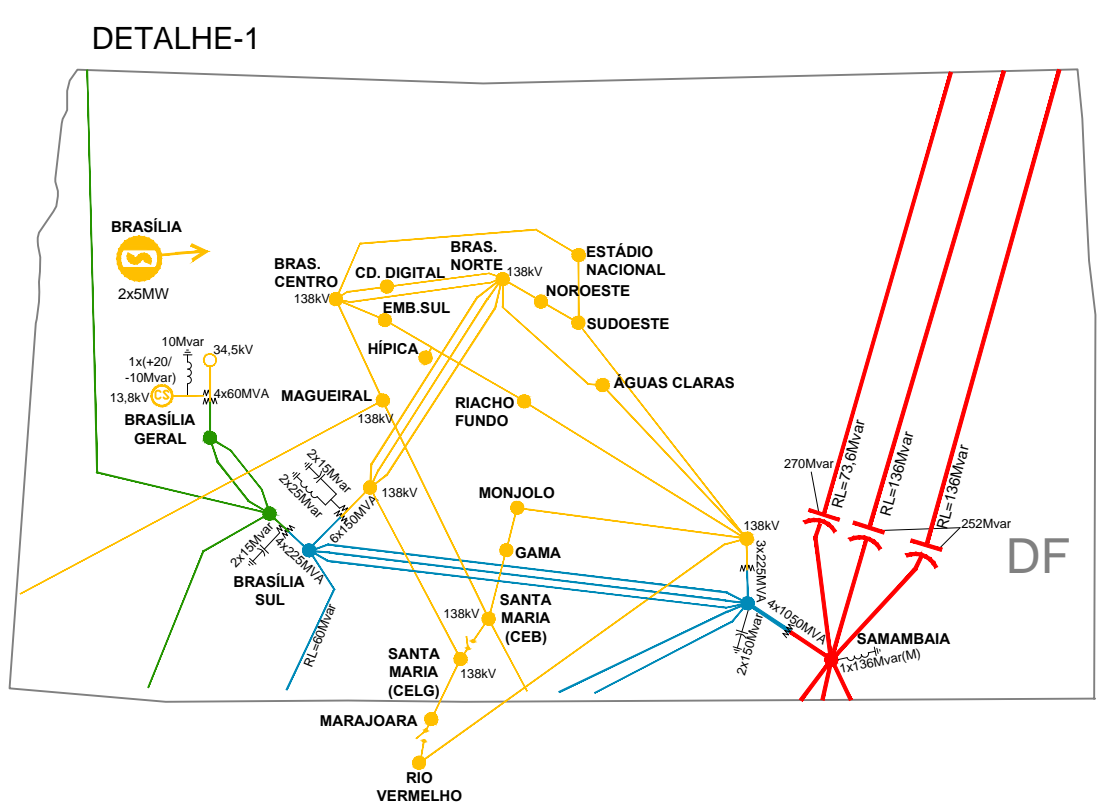 DETALHE-1
BRASÍLIA
2x5MW
BRAS.
CENTRO
138kV
CD. DIGITAL
BRAS.
NORTE
138kV
ESTÁDIO
NACIONAL
NOROESTE
SUDOESTE
EMB.SUL
HÍPICA
10Mvar
34,5kV
1x(+20/
-10Mvar)
13,8kV
CS
4x60MVA
BRASÍLIA
GERAL
MAGUEIRAL
138kV
RIACHO
FUNDO
ÁGUAS CLARAS
2x15Mvar
2x25Mvar
138kV
6x150MVA
MONJOLO
GAMA
2x15Mvar
4x225MVA
BRASÍLIA
SUL
RL=60Mvar
138kV
SANTA
MARIA
(CEB)
SANTA
MARIA
(CELG)
138kV
MARAJOARA
RIO
VERMELHO
138kV
3x225MVA
2x150Mvar
4x1050MVA
SAMAMBAIA
1x136Mvar(M)
270Mvar
RL=73,6Mvar
RL=136Mvar
RL=136Mvar
252Mvar
DF